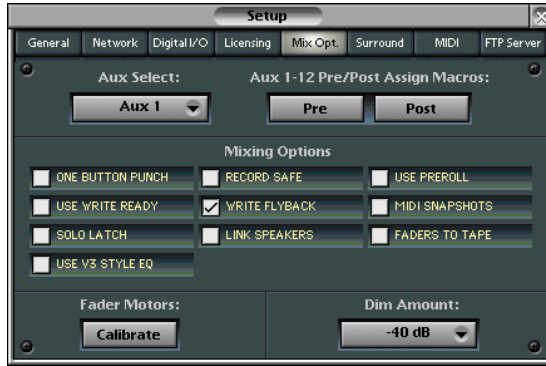 Setup
General Network Digital I/O Licensing Mix Opt. Surround MIDI FTP Server
Aux Select: Aux 1-12 Pre/Post Assign Macros:
Aux 1 Pre Post
Mixing Options
ONE BUTTON PUNCH RECORD SAFE USE PREROLL
USE WRITE READY WRITE FLYBACK MIDI SNAPSHOTS
SOLO LATCH LINK SPEAKERS FADERS TO TAPE
USE V3 STYLE EQ
Fader Motors: Dim Amount:
Calibrate -40 dB